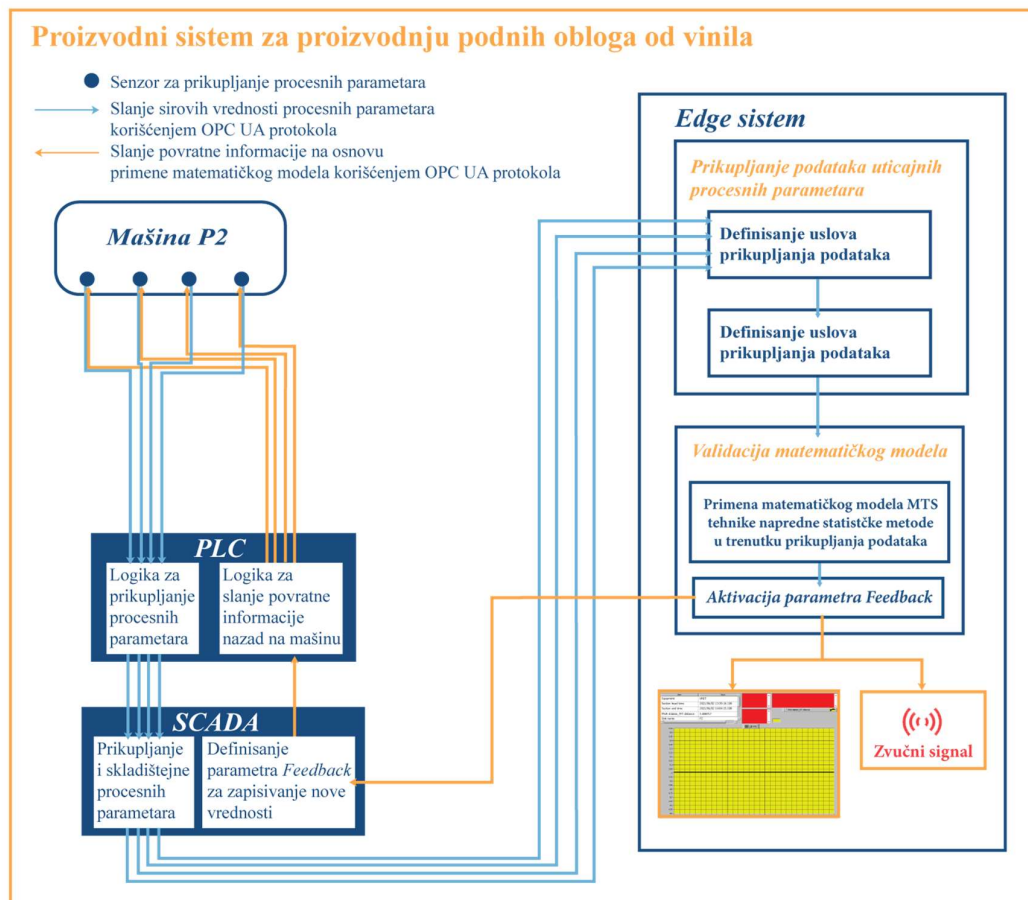 Proizvodni sistem za proizvodnju podnih obloga od vinila
Senzor za prikupljanje procesnih parametara
Slanje sirovih vrednosti procesnih parametara
korišćenjem OPC UA protokola
Slanje povratne informacije na osnovu
primene matematičkog modela korišćenjem OPC UA protokola
Mašina P2
PLC
Logika za
prikupljanje
procesnih
parametara
Logika za
slanje povratne
informacije
nazad na mašinu
SCADA
Prikupljanje
i skladištejne
procesnih
parametara
Definisanje
parametra Feedback
za zapisivanje nove
vrednosti
Edge sistem
Prikupljanje podataka uticajnih
procesnih parametara
Definisanje uslova
prikupljanja podataka
Definisanje uslova
prikupljanja podataka
Validacija matematičkog modela
Primena matematičkog modela MTS
tehnike napredne statistčke metode
u trenutku prikupljanja podataka
Aktivacija parametra Feedback
Zvučni signal